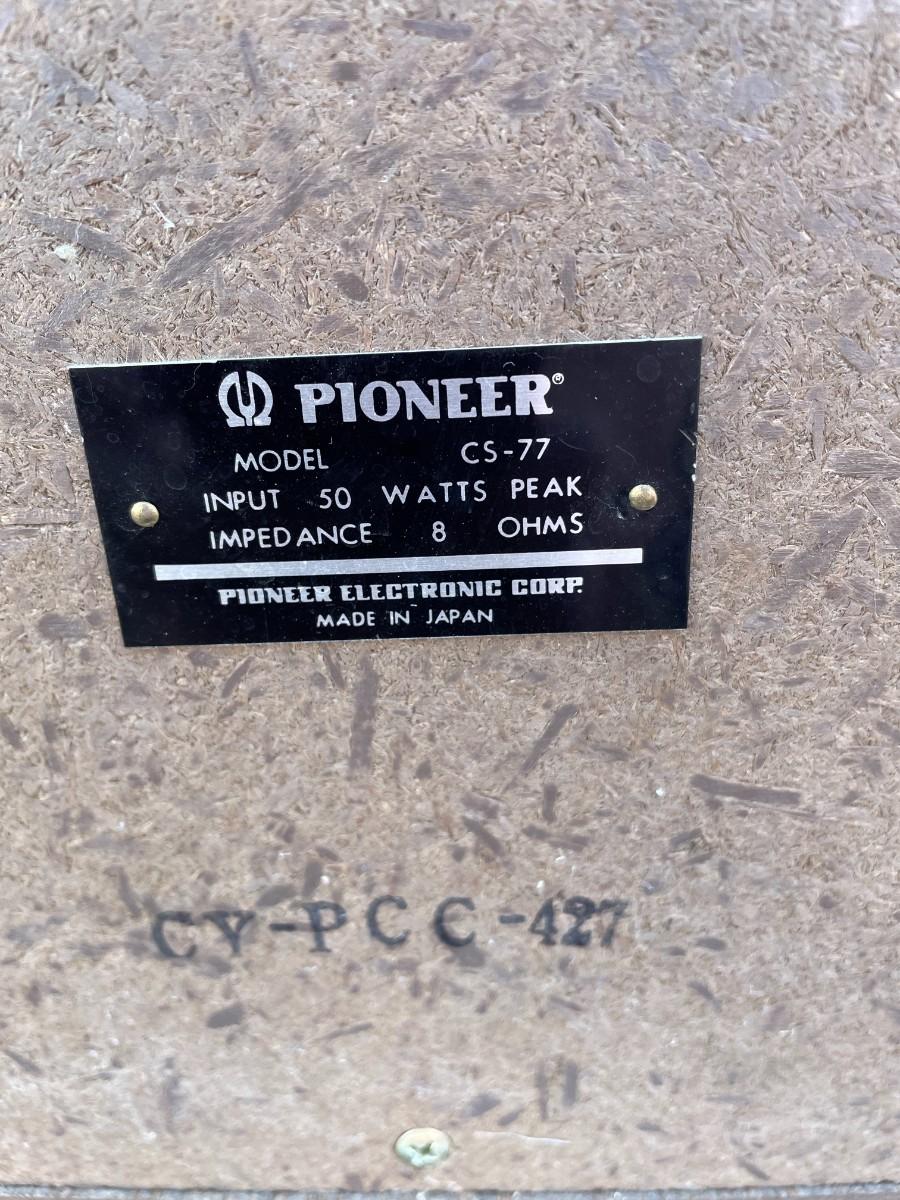 PIONEER®
MODEL CS-77
INPUT 50 WATTS PEAK
IMPEDANCE 8 OHMS
PIONEER ELECTRONIC CORP.
MADE IN JAPAN
CY-PCC-427